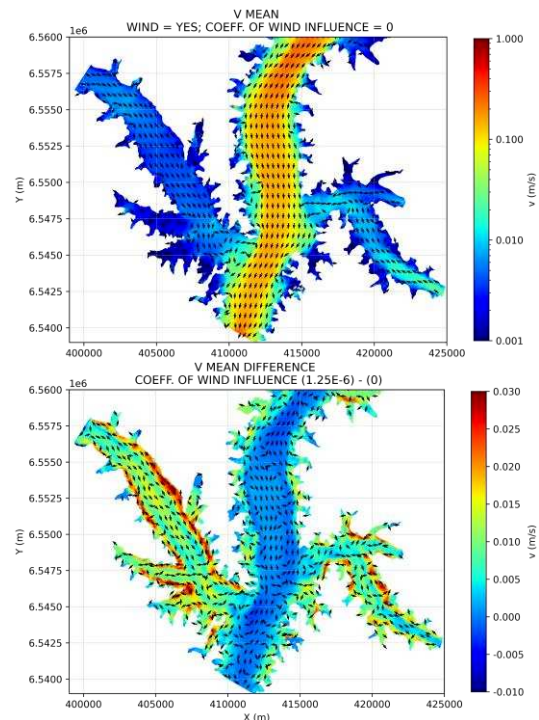 V MEAN
WIND = YES; COEFF. OF WIND INFLUENCE = 0
1e6
6.5600
6.5575
6.5550
6.5525
6.5500
6.5475
6.5450
6.5425
6.5400
Y (m)
400000 405000 410000 415000 420000 425000
1.000
0.100
0.010
0.001
v (m/s)
V MEAN DIFFERENCE
COEFF. OF WIND INFLUENCE (1.25E-6) - (0)
1e6
6.5600
6.5575
6.5550
6.5525
6.5500
6.5475
6.5450
6.5425
6.5400
Y (m)
400000 405000 410000 415000 420000 425000
X (m)
0.030
0.025
0.020
0.015
0.010
0.005
0.000
-0.005
-0.010
v (m/s)